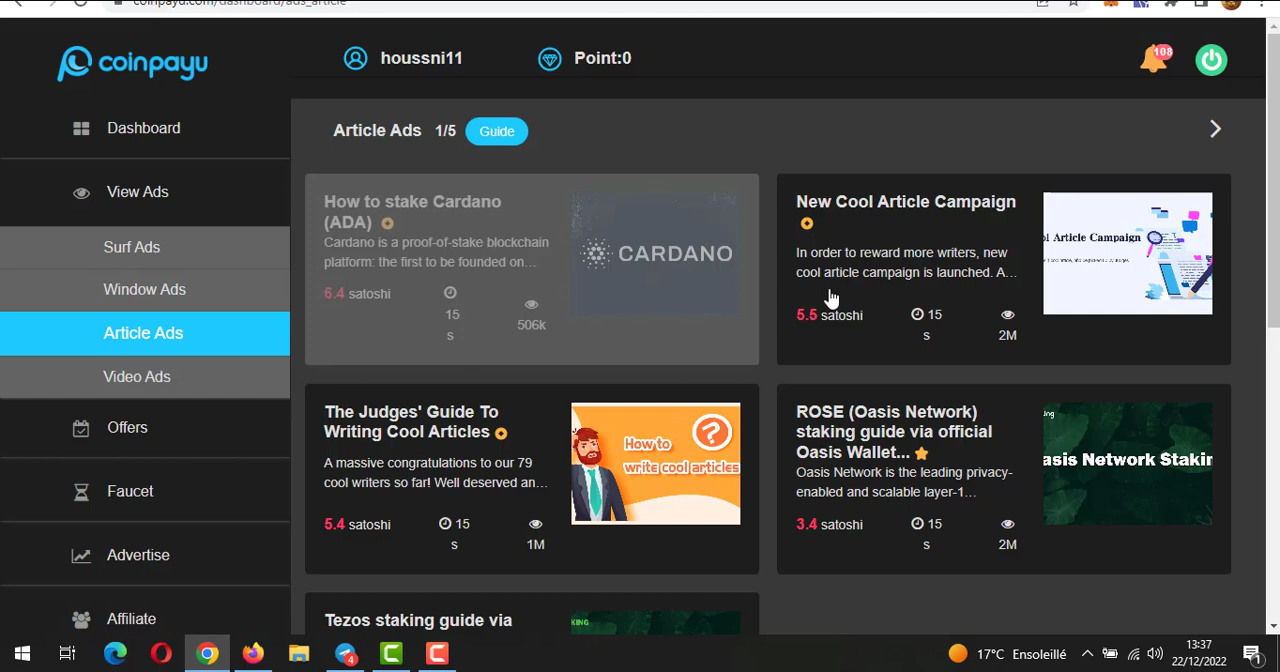 coinpayu.com/dashboard/ads_article
coinpayu
houssni11
Point:0
108
Dashboard
View Ads
Surf Ads
Window Ads
Article Ads
Video Ads
Offers
Faucet
Advertise
Affiliate
Article Ads 1/5 Guide
How to stake Cardano
(ADA)
Cardano is a proof-of-stake blockchain
platform: the first to be founded on...
6.4 satoshi
15
s
506k
CARDANO
New Cool Article Campaign
In order to reward more writers, new
cool article campaign is launched. A...
5.5 satoshi
15
s
2M
ol Article Campaign
The Judges' Guide To
Writing Cool Articles
A massive congratulations to our 79
cool writers so far! Well deserved an...
5.4 satoshi
15
s
1M
How to
write cool articles
?
ROSE (Oasis Network)
staking guide via official
Oasis Wallet...
Oasis Network is the leading privacy-
enabled and scalable layer-1...
3.4 satoshi
15
s
2M
ng
asis Network Stakin
Tezos staking guide via
KING
4
17°C Ensoleillé
13:37
22/12/2022
1